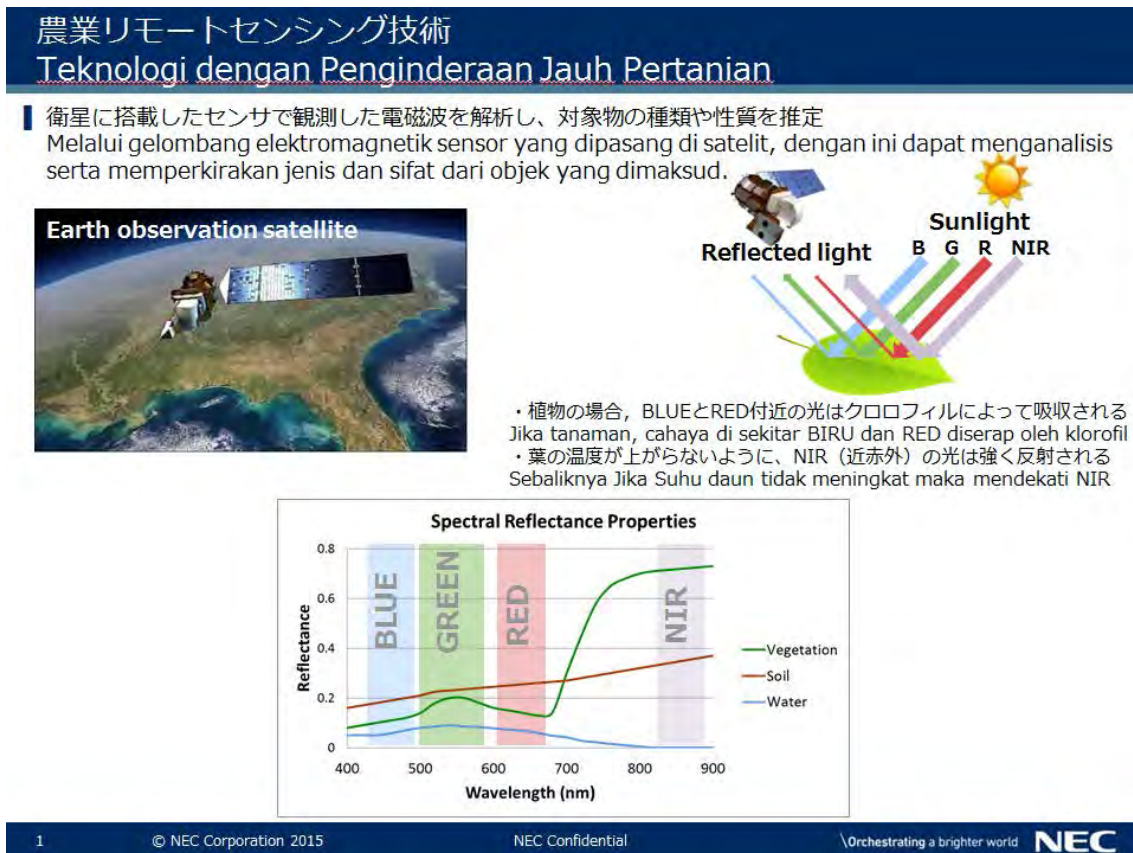 農業リモートセンシング技術
Teknologi dengan Penginderaan Jauh Pertanian
衛星に搭載したセンサで観測した電磁波を解析し、対象物の種類や性質を推定
Melalui gelombang elektromagnetik sensor yang dipasang di satelit, dengan ini dapat menganalisis
serta memperkirakan jenis dan sifat dari objek yang dimaksud.
Earth observation satellite
Sunlight
Reflected light
B G R NIR
・植物の場合，BLUEとRED付近の光はクロロフィルによって吸収される
Jika tanaman, cahaya di sekitar BIRU dan RED diserap oleh klorofil
・葉の温度が上がらないように、NIR（近赤外）の光は強く反射される
Sebaliknya Jika Suhu daun tidak meningkat maka mendekati NIR
Spectral Reflectance Properties
Reflectance
0.8
0.6
0.4
0.2
0
BLUE
GREEN
RED
NIR
Vegetation
Soil
Water
400 500 600 700 800 900
Wavelength (nm)
1 © NEC Corporation 2015 NEC Confidential \Orchestrating a brighter world NEC